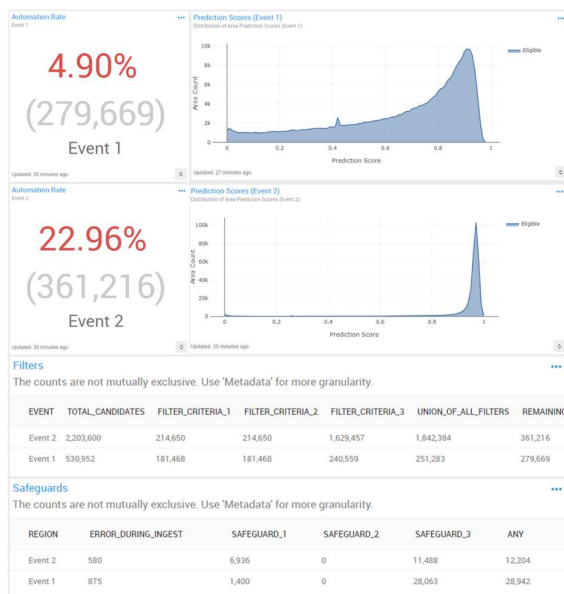 Automation Rate
Event 1
4.90%
(279,669)
Event 1
Updated: 30 minutes ago
Prediction Scores (Event 1)
Distribution of Area Prediction Scores (Event 1)
10k
8k
6k
4k
2k
0
Area Count
0 0.2 0.4 0.6 0.8 1
Prediction Score
Eligible
Updated: 27 minutes ago
Automation Rate
Event 2
22.96%
(361,216)
Event 2
Updated: 30 minutes ago
Prediction Scores (Event 2)
Distribution of Area Prediction Scores (Event 2)
100k
80k
60k
40k
20k
0
Area Count
0 0.2 0.4 0.6 0.8 1
Prediction Score
Eligible
Updated: 35 minutes ago
Filters
The counts are not mutually exclusive. Use 'Metadata' for more granularity.
EVENT TOTAL_CANDIDATES FILTER_CRITERIA_1 FILTER_CRITERIA_2 FILTER_CRITERIA_3 UNION_OF_ALL_FILTERS REMAINING
Event 2 2,203,600 214,650 214,650 1,629,457 1,842,384 361,216
Event 1 530,952 181,468 181,468 240,559 251,283 279,669
Safeguards
The counts are not mutually exclusive. Use 'Metadata' for more granularity.
REGION ERROR_DURING_INGEST SAFEGUARD_1 SAFEGUARD_2 SAFEGUARD_3 ANY
Event 2 580 6,936 0 11,488 12,204
Event 1 875 1,400 0 28,063 28,942